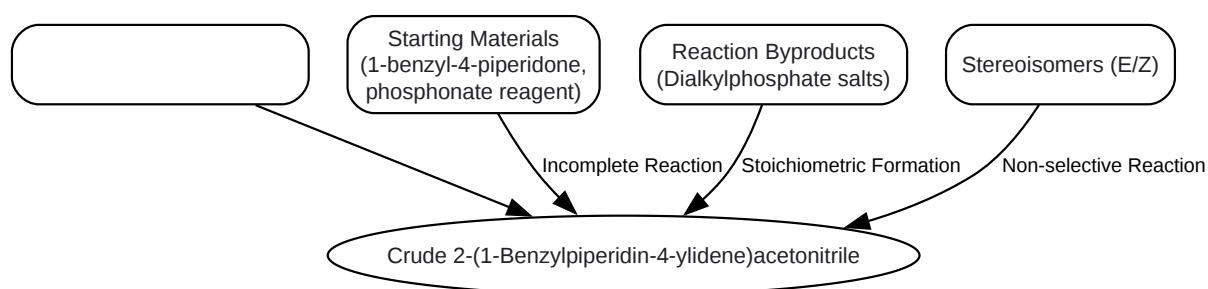 Starting Materials
(1-benzyl-4-piperidone,
phosphonate reagent)
Reaction Byproducts
(Dialkylphosphate salts)
Stereoisomers (E/Z)
Incomplete Reaction
Stoichiometric Formation
Non-selective Reaction
Crude 2-(1-Benzylpiperidin-4-ylidene)acetonitrile